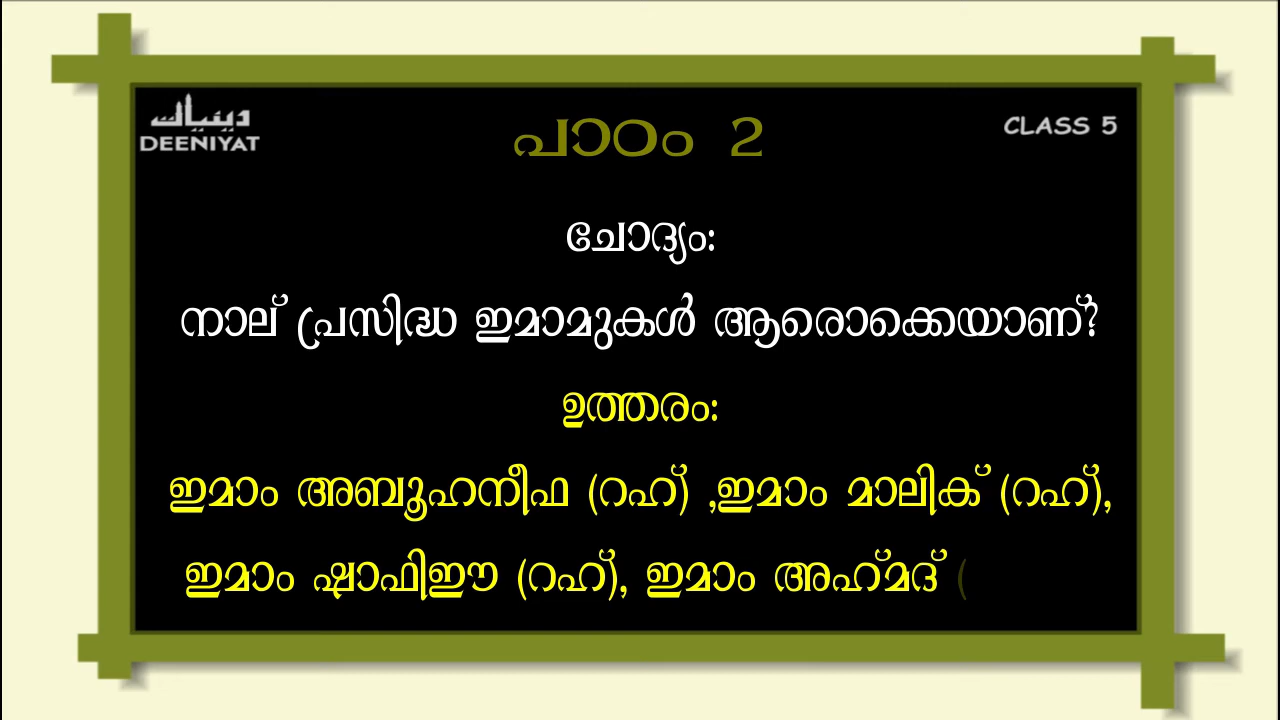 دينيات
DEENIYAT
പാഠം 2
CLASS 5
ചോദ്യം:
നാല് പ്രസിദ്ധ ഇമാമുകൾ ആരൊക്കെയാണ്?
ഉത്തരം:
ഇമാം അബൂഹനീഫ (റഹ്) ,ഇമാം മാലിക് (റഹ്),
ഇമാം ഷാഫിഈ (റഹ്), ഇമാം അഹ്മദ് (